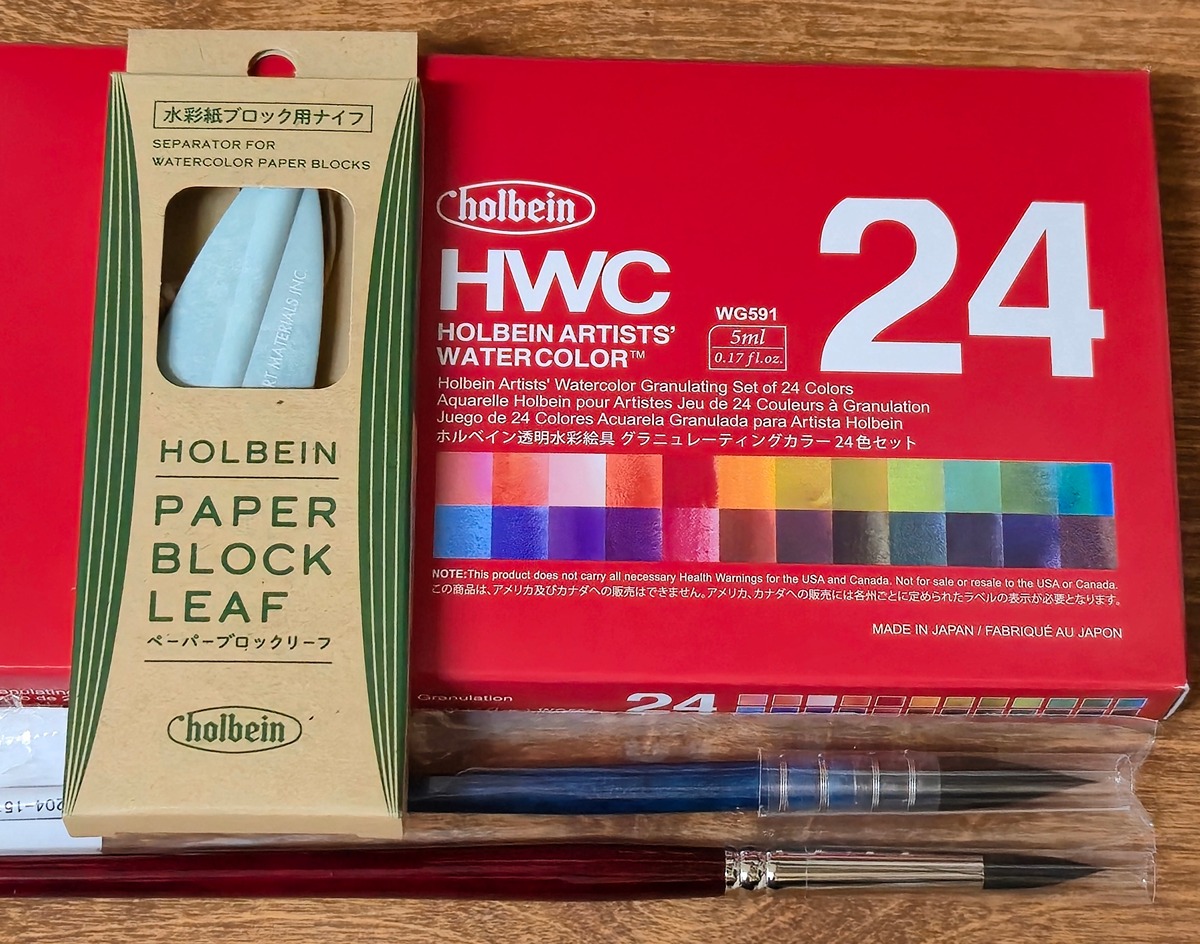 水彩紙ブロック用ナイフ
SEPARATOR FOR
WATERCOLOR PAPER BLOCKS
RT MATERIALS INC.
HOLBEIN
PAPER
BLOCK
LEAF
ペーパーブロックリーフ
holbein
holbein
HWC
HOLBEIN ARTISTS'
WATERCOLOR™
WG591
5ml
0.17 fl.oz.
24
Holbein Artists' Watercolor Granulating Set of 24 Colors
Aquarelle Holbein pour Artistes Jeu de 24 Couleurs à Granulation
Juego de 24 Colores Acuarela Granulada para Artista Holbein
ホルベイン透明水彩絵具 グラニュレーティングカラー 24色セット
NOTE:This product does not carry all necessary Health Warnings for the USA and Canada. Not for sale or resale to the USA or Canada.
この商品は、アメリカ及びカナダへの販売はできません。アメリカ、カナダへの販売には各州ごとに定められたラベルの表示が必要となります。
MADE IN JAPAN / FABRIQUÉ AU JAPON
Granulation
24